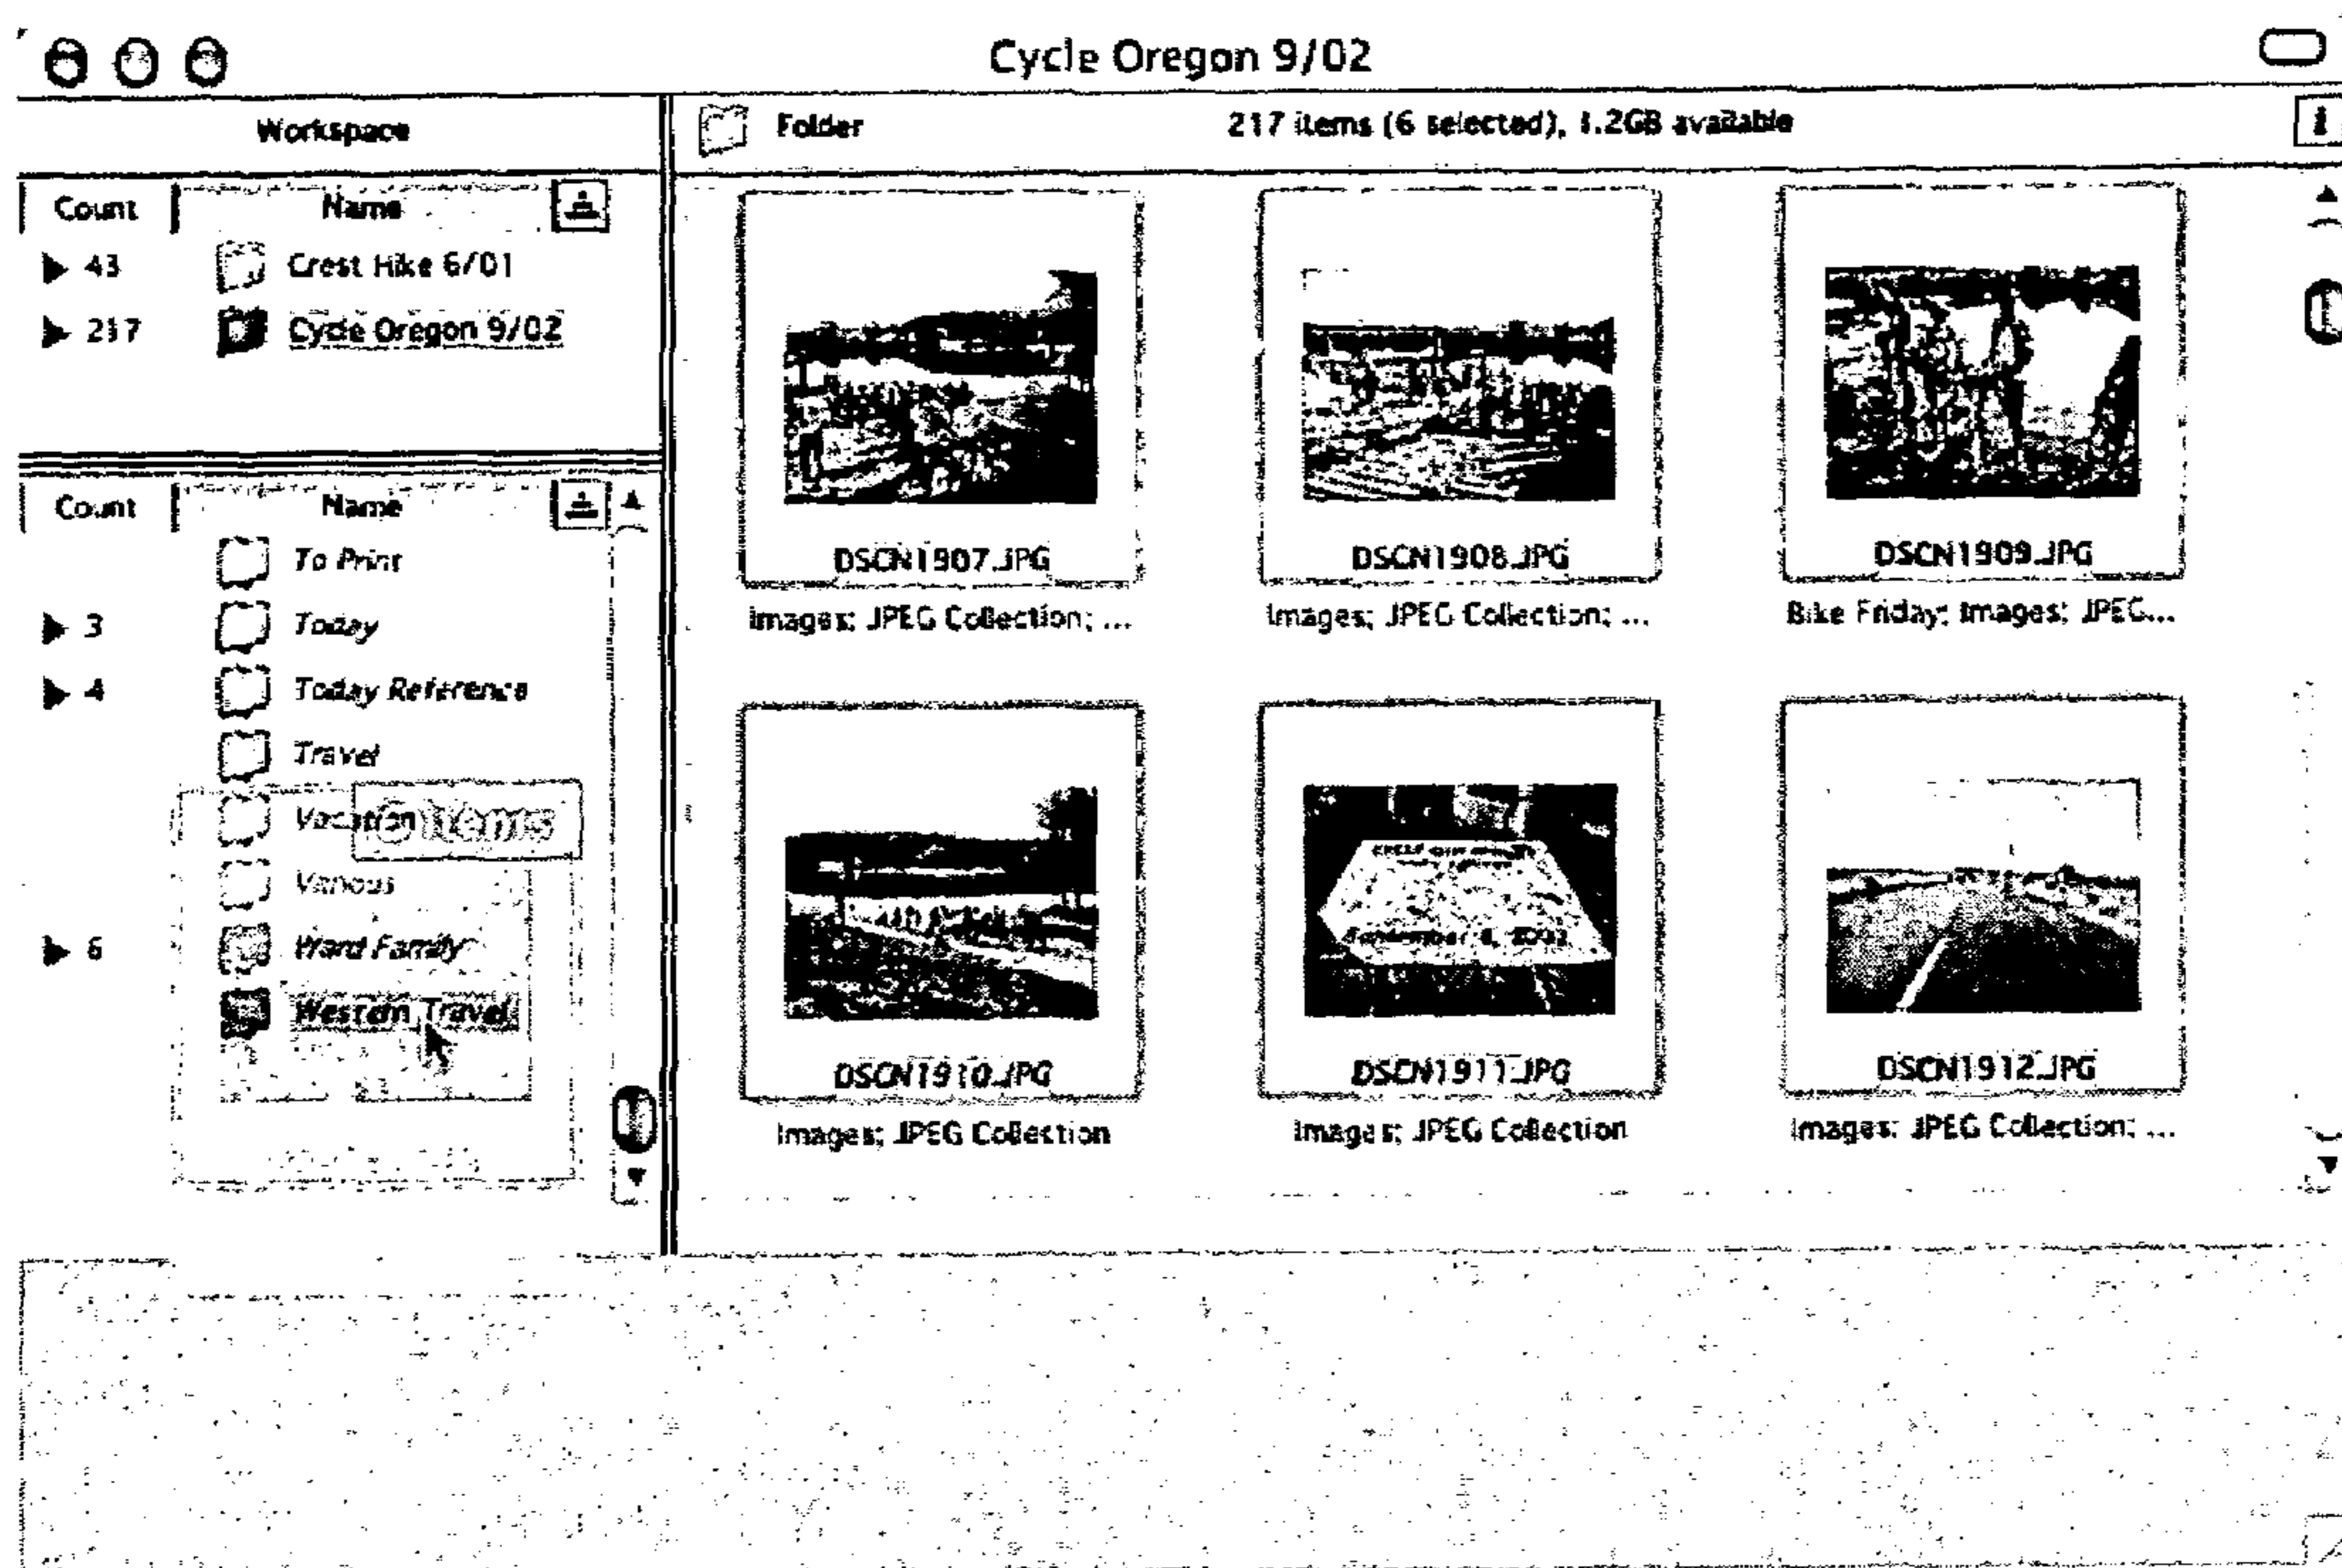 Cycle Oregon 9/02
Workspace
Folder
217 items (6 selected), 1.2GB available
Count Name
43 Crest Hike 6/01
217 Cycle Oregon 9/02
Count Name
To Print
3 Today
4 Today Reference
Travel
Vacation
6 items
Various
6 Ward Family
Western Travel
DSCN1907.JPG
Images; JPEG Collection; ...
DSCN1908.JPG
Images; JPEG Collection; ...
DSCN1909.JPG
Bike Friday; Images; JPEG...
DSCN1910.JPG
Images; JPEG Collection
DSCN1911.JPG
Images; JPEG Collection
DSCN1912.JPG
Images; JPEG Collection; ...